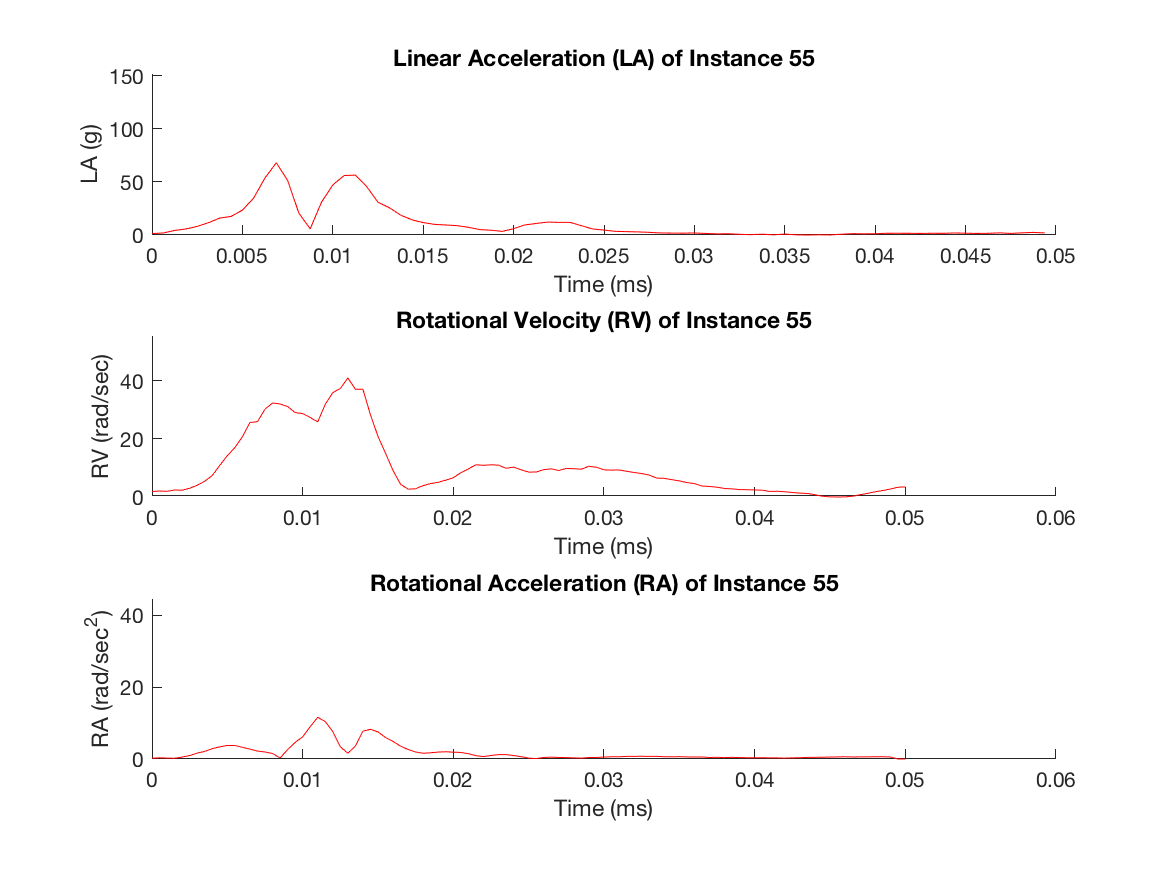 Linear Acceleration (LA) of Instance 55
150
100
50
0
LA (g)
0 0.005 0.01 0.015 0.02 0.025 0.03 0.035 0.04 0.045 0.05
Time (ms)
Rotational Velocity (RV) of Instance 55
40
20
0
RV (rad/sec)
0 0.01 0.02 0.03 0.04 0.05 0.06
Time (ms)
Rotational Acceleration (RA) of Instance 55
40
20
0
RA (rad/sec²)
0 0.01 0.02 0.03 0.04 0.05 0.06
Time (ms)